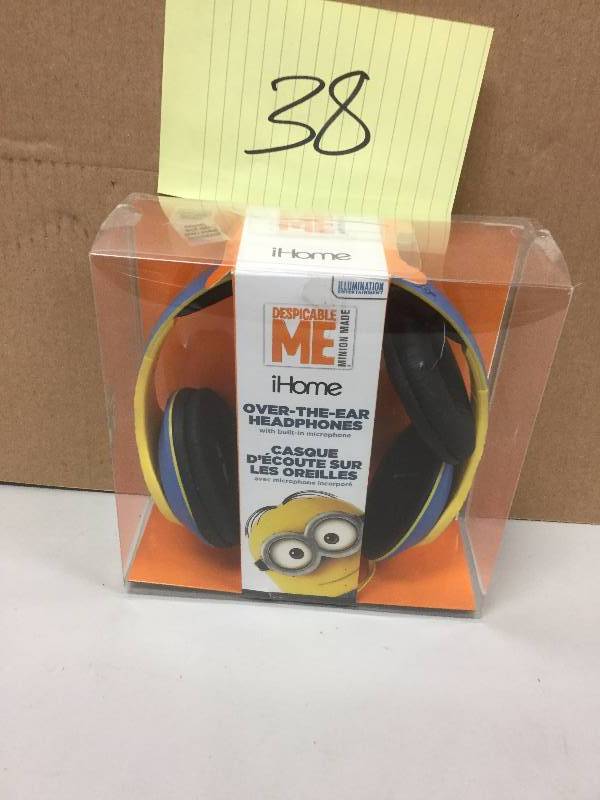 38
ME
iHome
ILLUMINATION
ENTERTAINMENT
DESPICABLE
ME
MINION MADE
iHome
OVER-THE-EAR
HEADPHONES
with built-in microphone
CASQUE
D'ÉCOUTE SUR
LES OREILLES
avec microphone incorporé